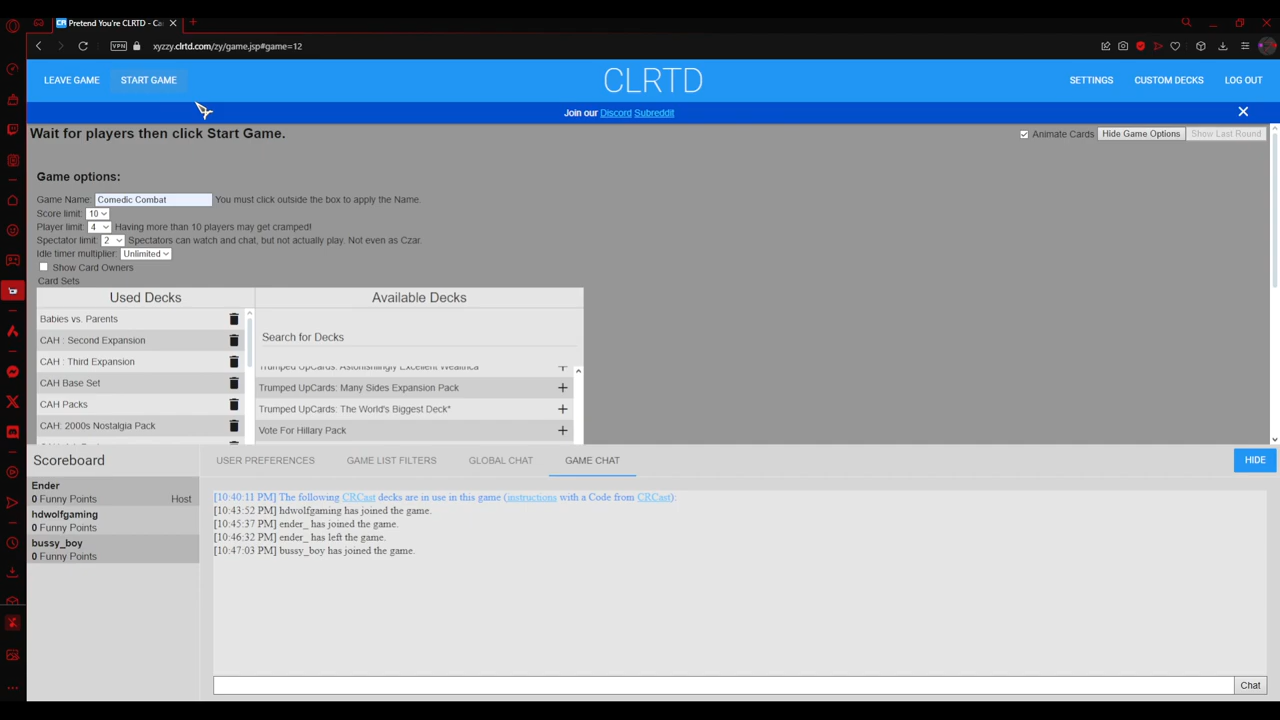 Pretend You're CLRTD - Ca
VPN xyzzy.clrtd.com/zy/game.jsp#game=12
LEAVE GAME START GAME CLRTD SETTINGS CUSTOM DECKS LOG OUT
Join our Discord Subreddit
Wait for players then click Start Game. Animate Cards Hide Game Options Show Last Round
Game options:
Game Name: Comedic Combat You must click outside the box to apply the Name.
Score limit: 10
Player limit: 4 Having more than 10 players may get cramped!
Spectator limit: 2 Spectators can watch and chat, but not actually play. Not even as Czar.
Idle timer multiplier: Unlimited
Show Card Owners
Card Sets
Used Decks Available Decks
Babies vs. Parents
Search for Decks
CAH : Second Expansion
CAH : Third Expansion
CAH Base Set
CAH Packs
CAH: 2000s Nostalgia Pack
Trumped UpCards: Many Sides Expansion Pack
Trumped UpCards: The World's Biggest Deck*
Vote For Hillary Pack
Scoreboard USER PREFERENCES GAME LIST FILTERS GLOBAL CHAT GAME CHAT HIDE
Ender
0 Funny Points Host
hdwolfgaming
0 Funny Points
bussy_boy
0 Funny Points
[10:40:11 PM] The following CRCast decks are in use in this game (instructions with a Code from CRCast):
[10:43:52 PM] hdwolfgaming has joined the game.
[10:45:37 PM] ender_ has joined the game.
[10:46:32 PM] ender_ has left the game.
[10:47:03 PM] bussy_boy has joined the game.
Chat